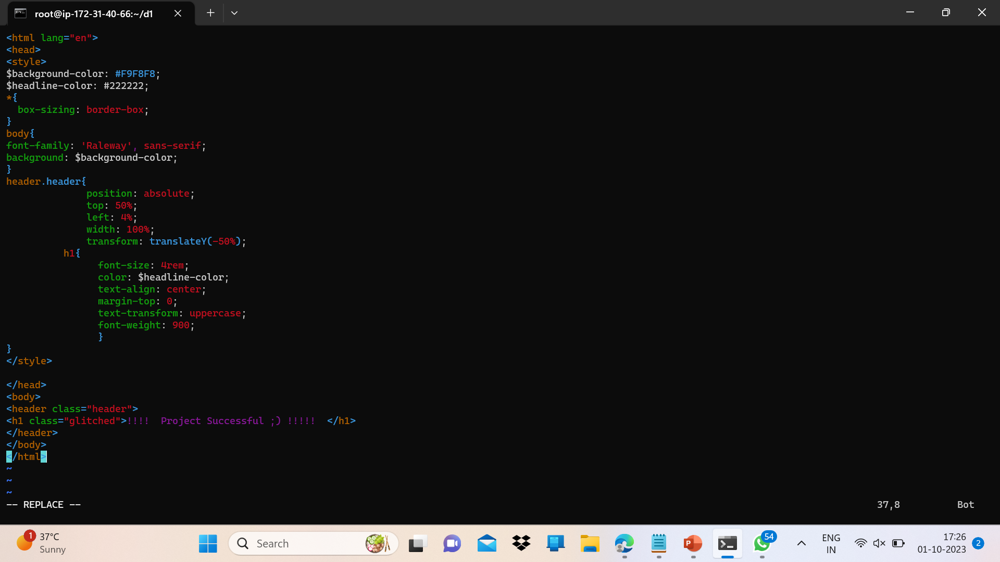 root@ip-172-31-40-66:~/d1
<html lang="en">
<head>
<style>
$background-color: #F9F8F8;
$headline-color: #222222;
*{
  box-sizing: border-box;
}
body{
font-family: 'Raleway', sans-serif;
background: $background-color;
}
header.header{
              position: absolute;
              top: 50%;
              left: 4%;
              width: 100%;
              transform: translateY(-50%);
          h1{
                font-size: 4rem;
                color: $headline-color;
                text-align: center;
                margin-top: 0;
                text-transform: uppercase;
                font-weight: 900;
                }
}
</style>

</head>
<body>
<header class="header">
<h1 class="glitched">!!!!  Project Successful ;) !!!!!  </h1>
</header>
</body>
</html>
~
~
~
-- REPLACE -- 37,8 Bot
1 37°C
Sunny
Search
P
54
ENG
IN
17:26
01-10-2023
2